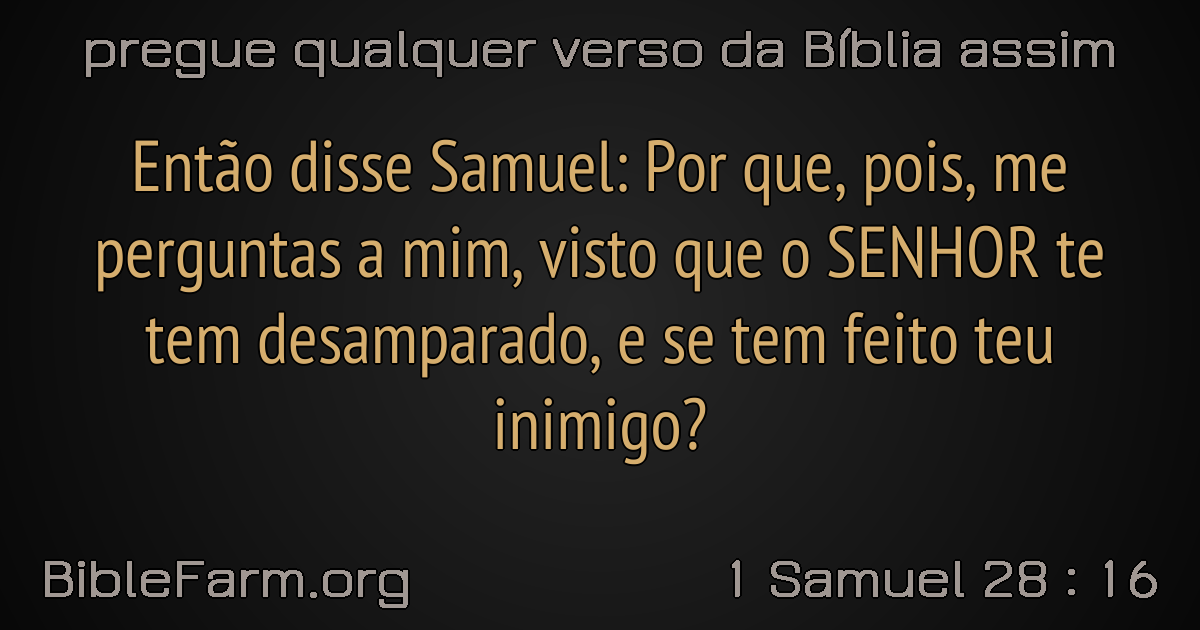 pregue qualquer verso da Bíblia assim
Então disse Samuel: Por que, pois, me
perguntas a mim, visto que o SENHOR te
tem desamparado, e se tem feito teu
inimigo?
BibleFarm.org
1 Samuel 28 : 16